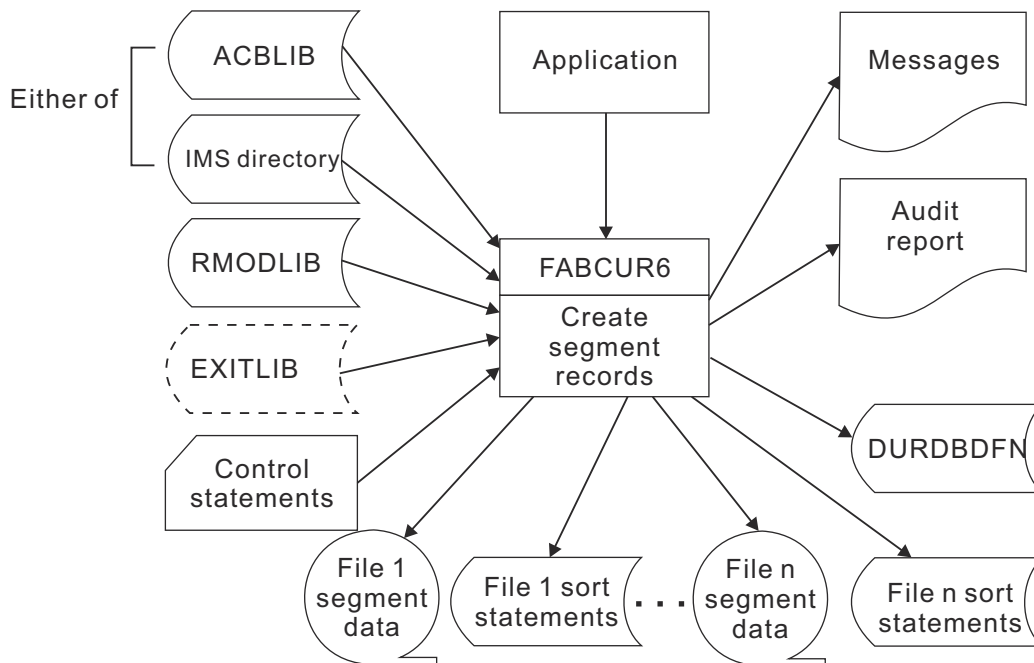 Either of
ACBLIB
IMS directory
RMODLIB
EXITLIB
Control
statements
Application
FABCUR6
Create
segment
records
Messages
Audit
report
DURDBDFN
File 1
segment
data
File 1 sort
statements
...
File n
segment
data
File n sort
statements